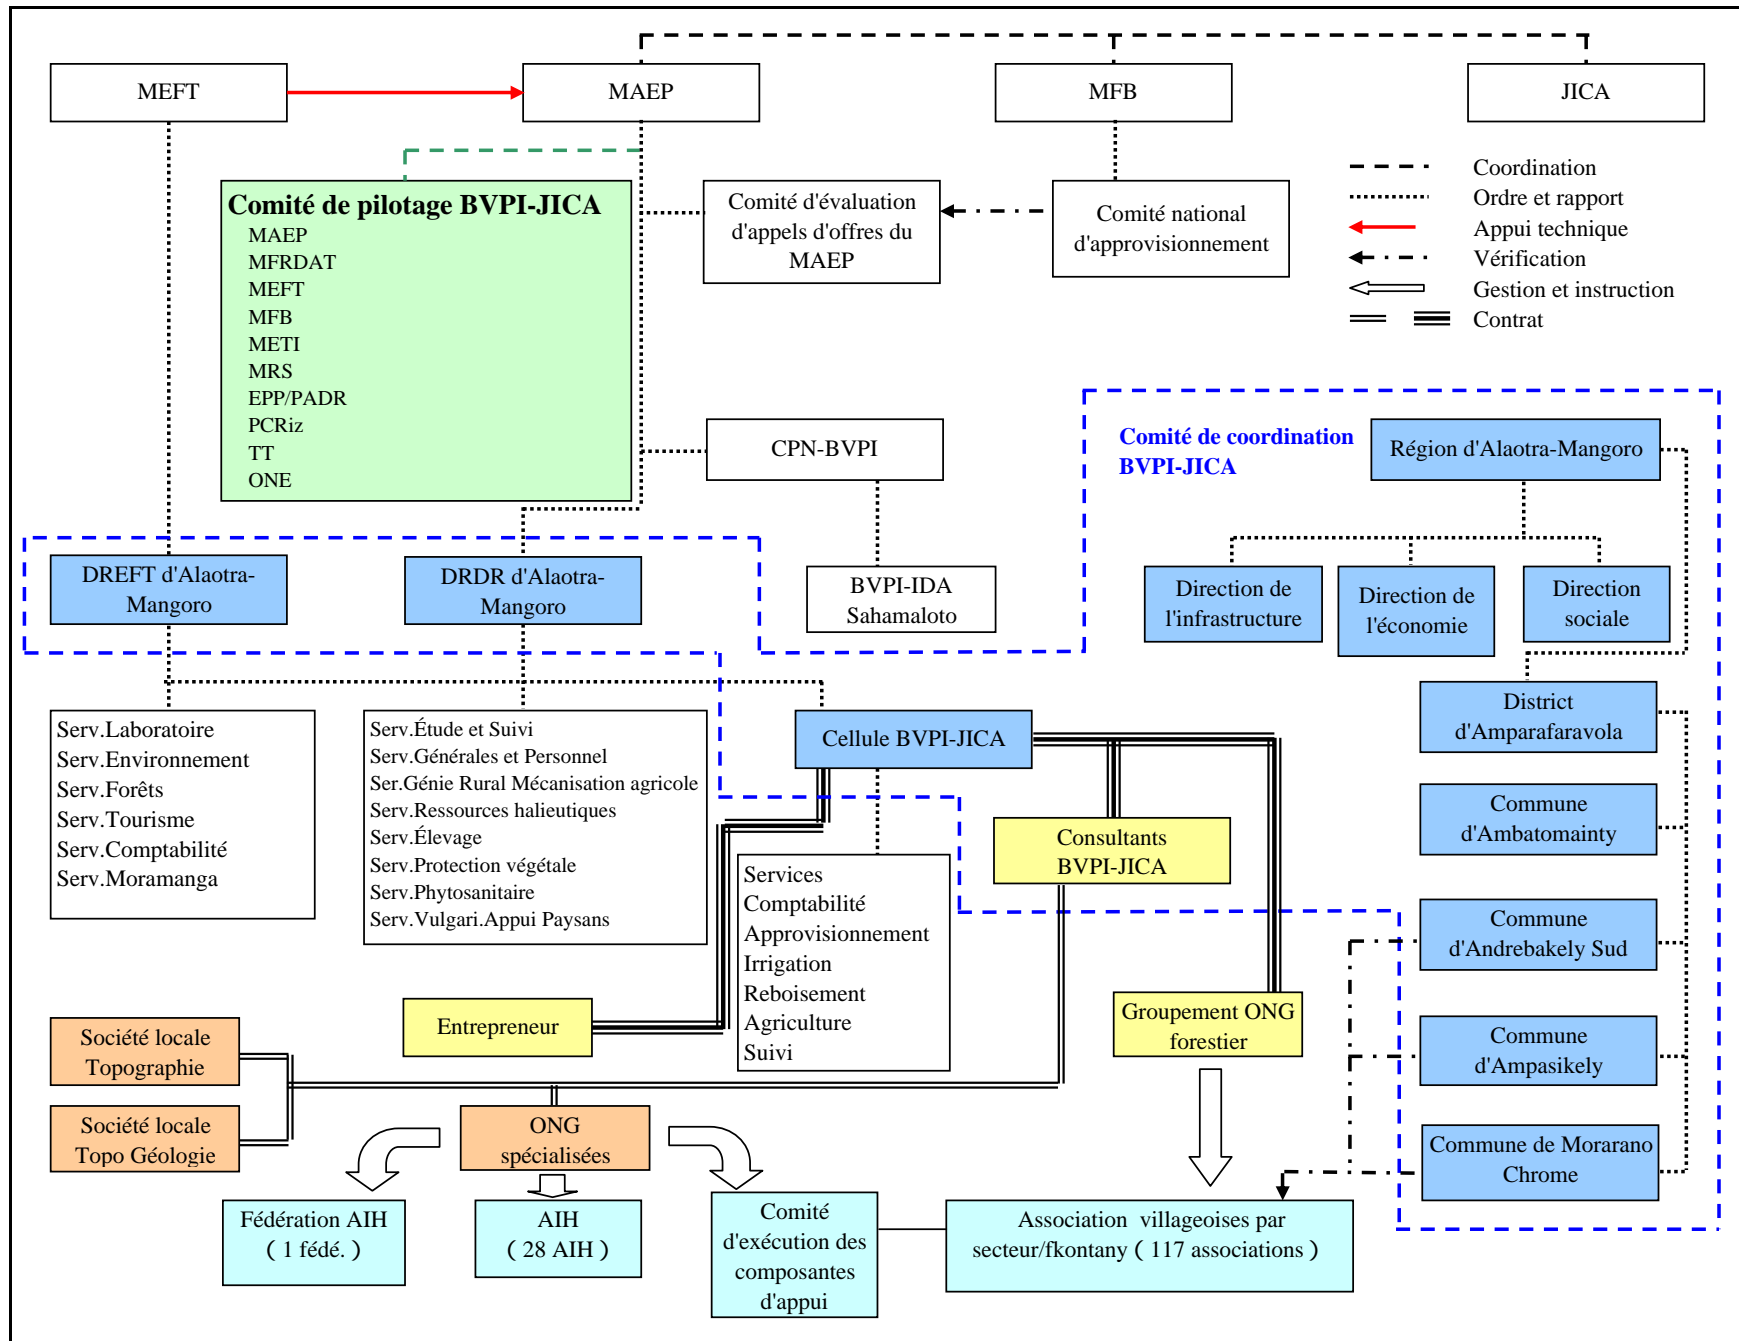 MEFT
MAEP
MFB
JICA
Coordination
Ordre et rapport
Appui technique
Vérification
Gestion et instruction
Contrat
Comité de pilotage BVPI-JICA
MAEP
MFRDAT
MEFT
MFB
METI
MRS
EPP/PADR
PCRiz
TT
ONE
Comité d'évaluation
d'appels d'offres du
MAEP
Comité national
d'approvisionnement
CPN-BVPI
Comité de coordination
BVPI-JICA
Région d'Alaotra-Mangoro
DREFT d'Alaotra-
Mangoro
DRDR d'Alaotra-
Mangoro
BVPI-IDA
Sahamaloto
Direction de
l'infrastructure
Direction de
l'économie
Direction
sociale
Serv.Laboratoire
Serv.Environnement
Serv.Forêts
Serv.Tourisme
Serv.Comptabilité
Serv.Moramanga
Serv.Étude et Suivi
Serv.Générales et Personnel
Ser.Génie Rural Mécanisation agricole
Serv.Ressources halieutiques
Serv.Élevage
Serv.Protection végétale
Serv.Phytosanitaire
Serv.Vulgari.Appui Paysans
Cellule BVPI-JICA
District
d'Amparafaravola
Commune
d'Ambatomainty
Consultants
BVPI-JICA
Services
Comptabilité
Approvisionnement
Irrigation
Reboisement
Agriculture
Suivi
Commune
d'Andrebakely Sud
Entrepreneur
Groupement ONG
forestier
Commune
d'Ampasikely
Société locale
Topographie
Société locale
Topo Géologie
ONG
spécialisées
Commune de Morarano
Chrome
Fédération AIH
( 1 fédé. )
AIH
( 28 AIH )
Comité
d'exécution des
composantes
d'appui
Association villageoises par
secteur/fkontany ( 117 associations )